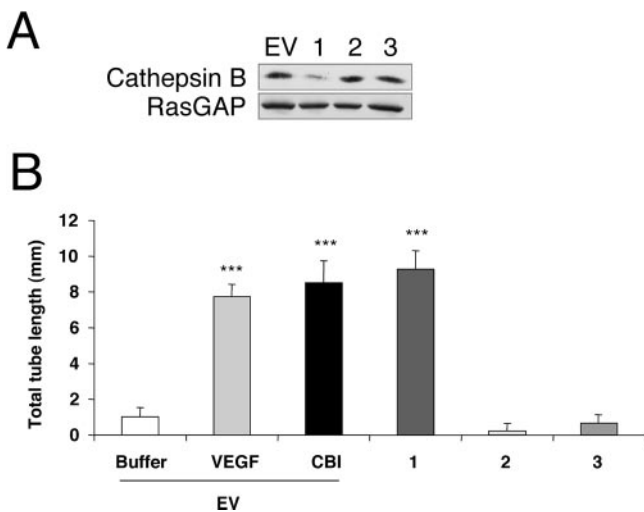 A
EV 1 2 3
Cathepsin B
RasGAP
B
Total tube length (mm)
12
10
8
6
4
2
0
***
***
***
Buffer VEGF CBI 1 2 3
EV